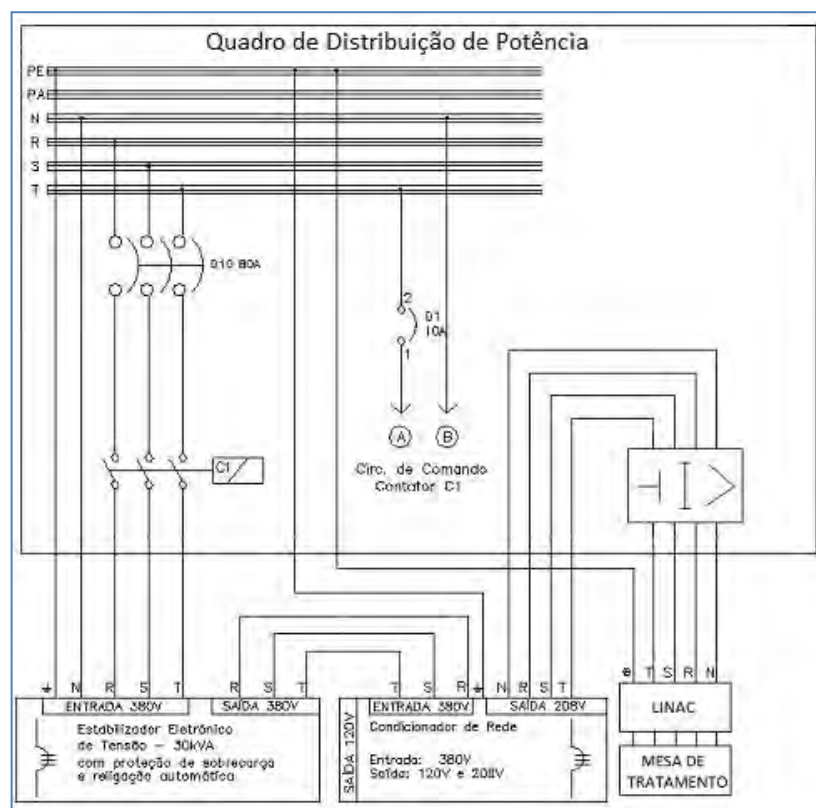 Quadro de Distribuição de Potência
PE
PA
N
R
S
T
Q10 80A
2
Q1
10A
1
A B
Circ. de Comando
Contator C1
C1
N R S T R S T T S R N R S T T S R N
ENTRADA 380V
SAÍDA 380V
Estabilizador Eletrônico
de Tensão – 30kVA
com proteção de sobrecarga
e religação automática
SAÍDA 120V
ENTRADA 380V
SAÍDA 208V
Condicionador de Rede
Entrada: 380V
Saída: 120V e 208V
LINAC
MESA DE
TRATAMENTO